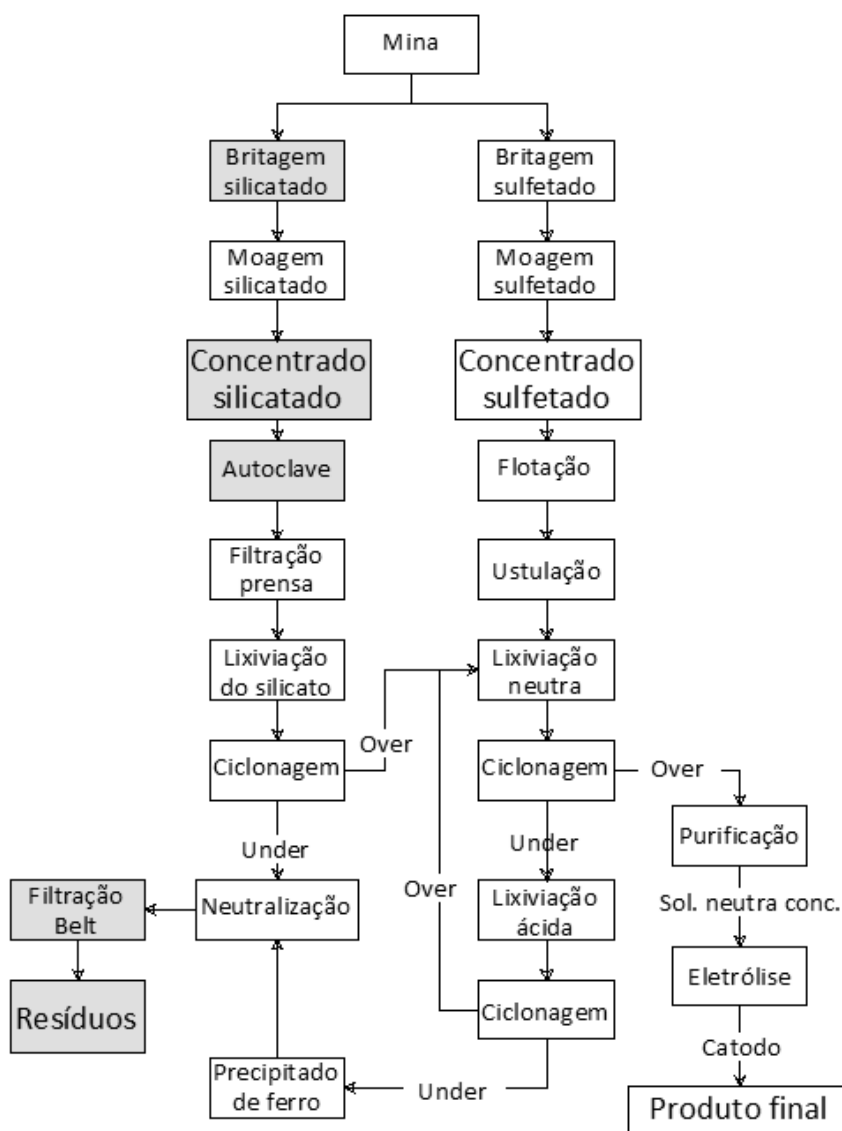 Mina
Britagem
silicatado
Britagem
sulfetado
Moagem
silicatado
Moagem
sulfetado
Concentrado
silicatado
Concentrado
sulfetado
Autoclave
Flotação
Filtração
prensa
Ustulação
Lixiviação
do silicato
Lixiviação
neutra
Ciclonagem
Over
Ciclonagem
Over
Under
Under
Purificação
Filtração
Belt
Neutralização
Over
Lixiviação
ácida
Sol. neutra conc.
Eletrólise
Resíduos
Ciclonagem
Catodo
Precipitado
de ferro
Under
Produto final